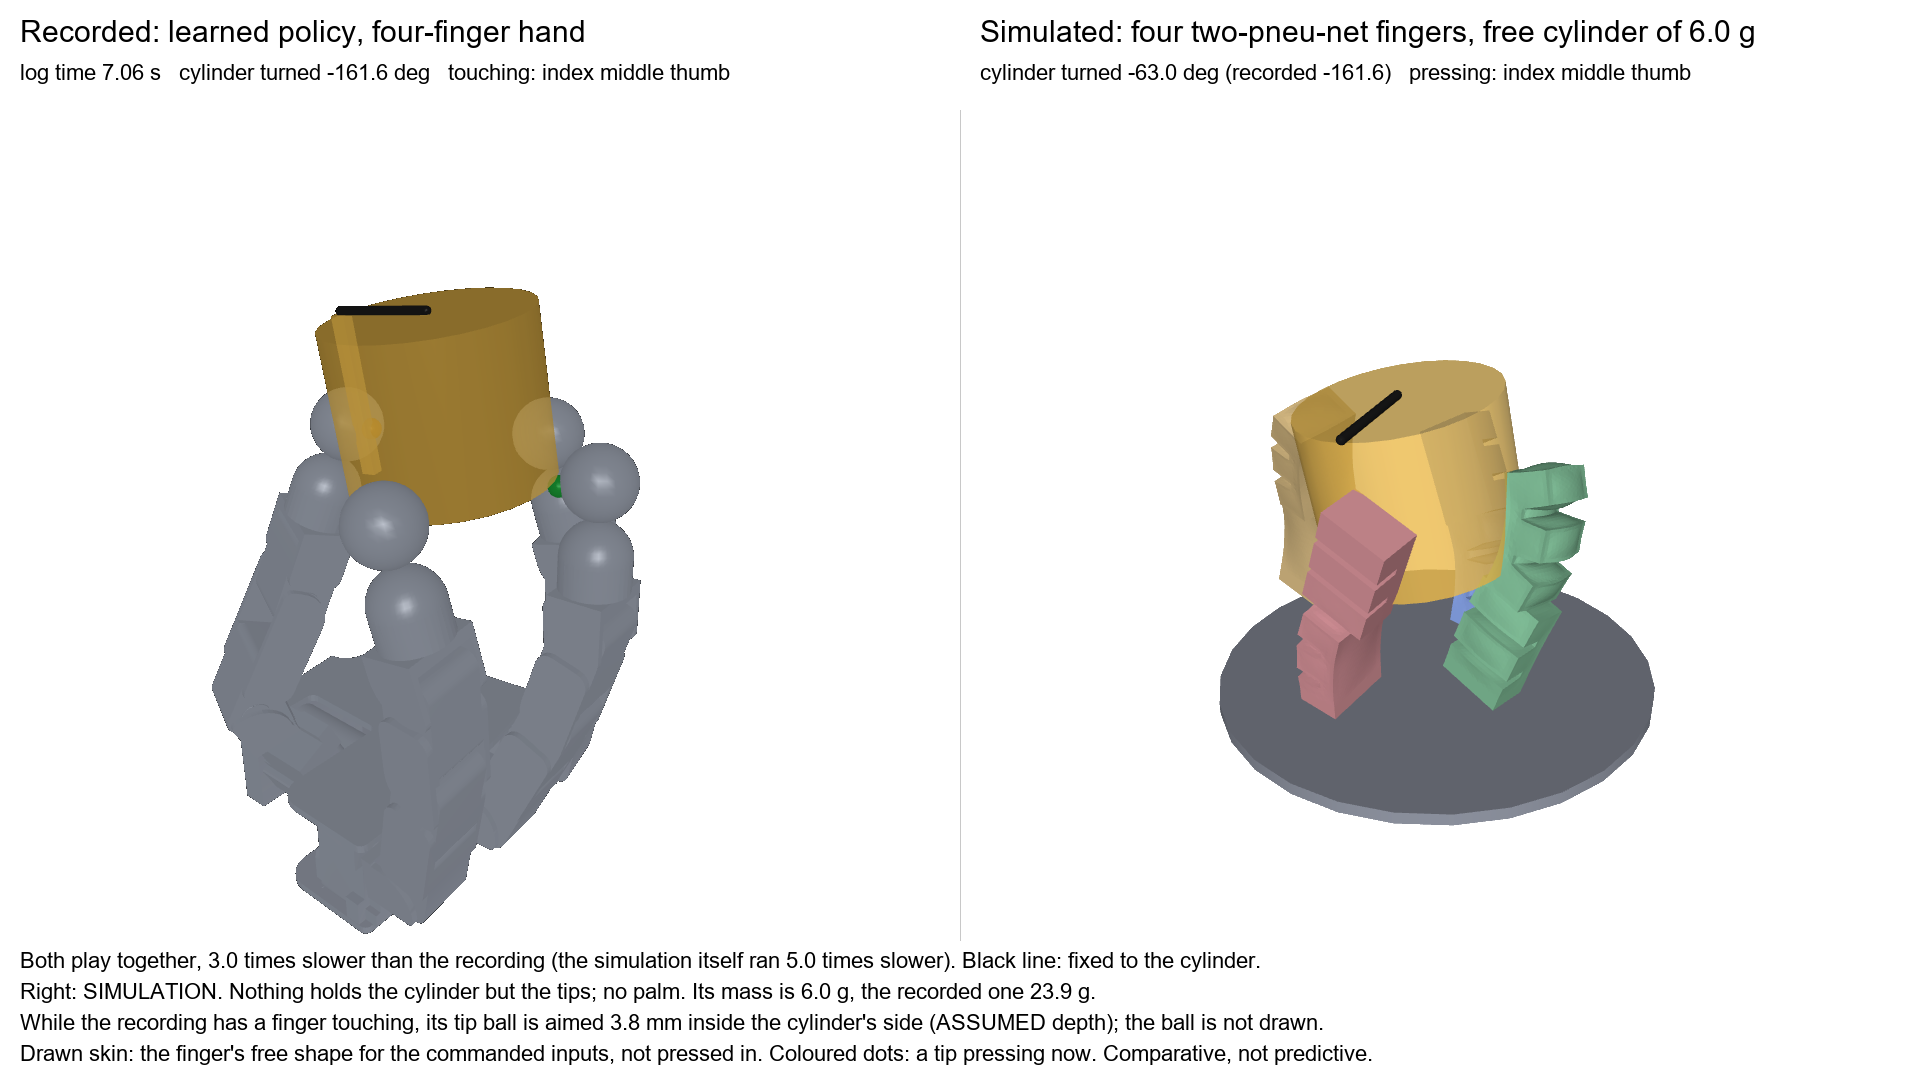 Recorded: learned policy, four-finger hand
log time 7.06 s   cylinder turned -161.6 deg   touching: index middle thumb
Simulated: four two-pneu-net fingers, free cylinder of 6.0 g
cylinder turned -63.0 deg (recorded -161.6)   pressing: index middle thumb
Both play together, 3.0 times slower than the recording (the simulation itself ran 5.0 times slower). Black line: fixed to the cylinder.
Right: SIMULATION. Nothing holds the cylinder but the tips; no palm. Its mass is 6.0 g, the recorded one 23.9 g.
While the recording has a finger touching, its tip ball is aimed 3.8 mm inside the cylinder's side (ASSUMED depth); the ball is not drawn.
Drawn skin: the finger's free shape for the commanded inputs, not pressed in. Coloured dots: a tip pressing now. Comparative, not predictive.